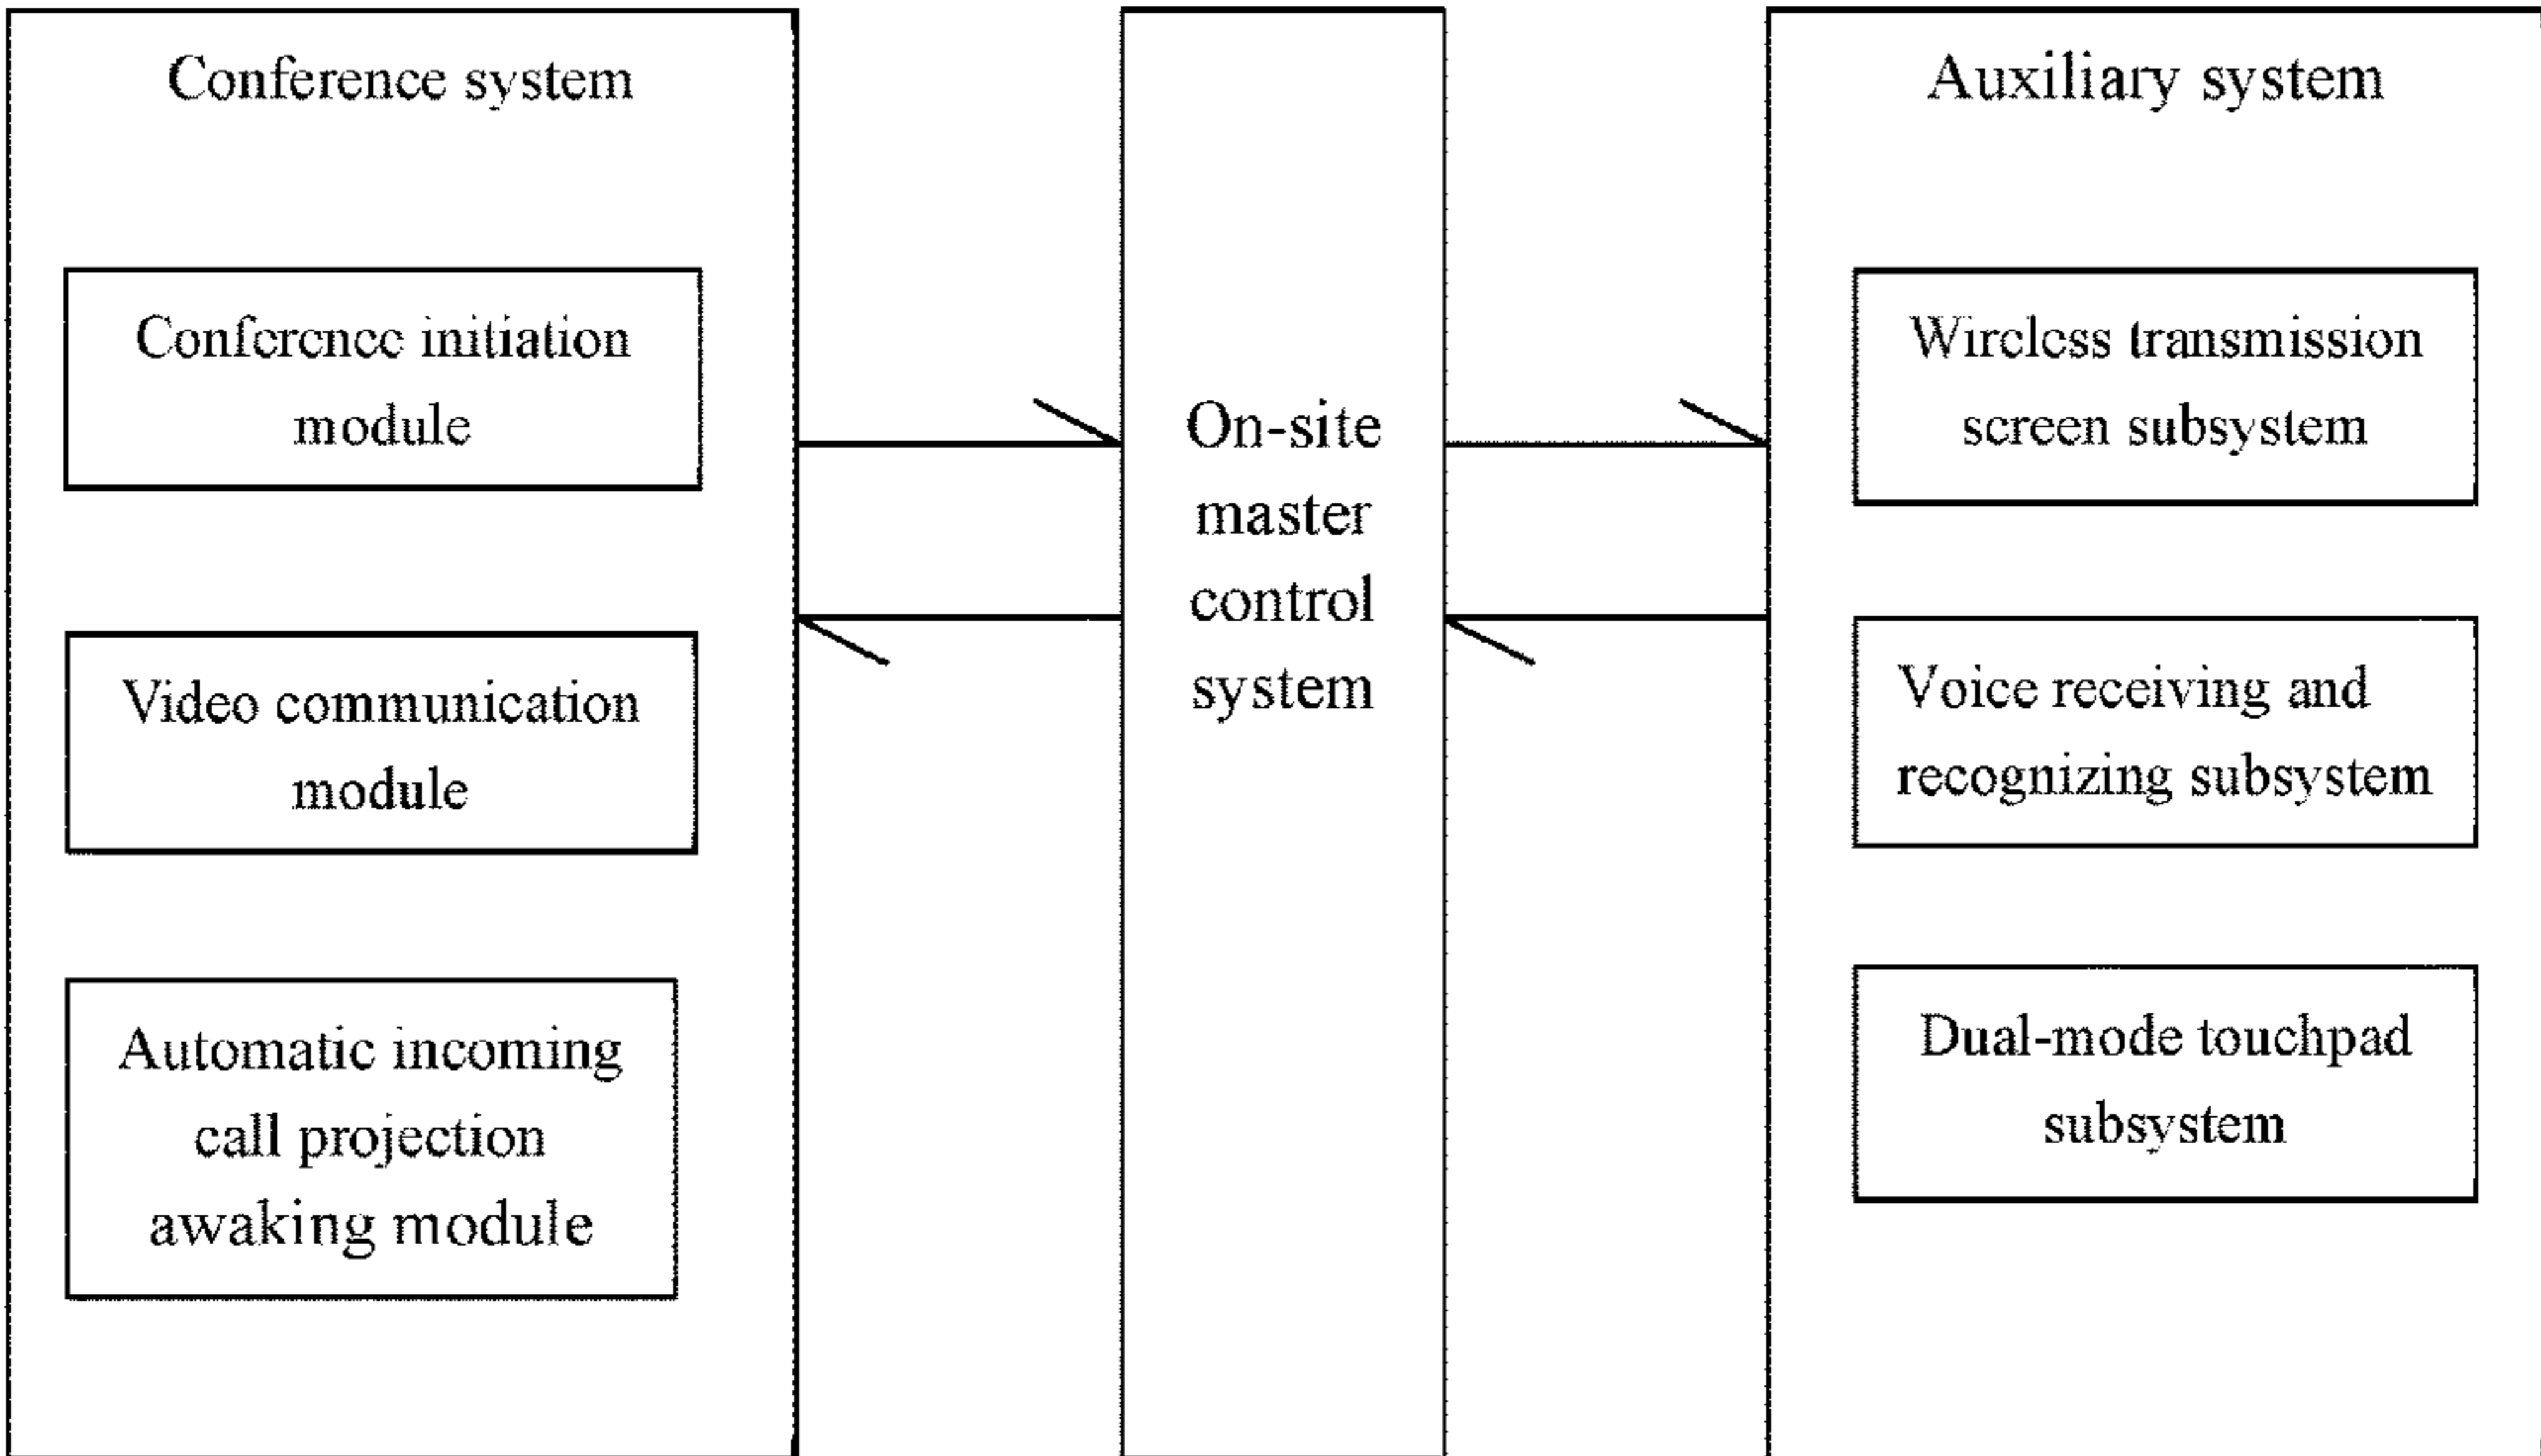 Conference system
Conference initiation
module
Video communication
module
Automatic incoming
call projection
awaking module
On-site
master
control
system
Auxiliary system
Wireless transmission
screen subsystem
Voice receiving and
recognizing subsystem
Dual-mode touchpad
subsystem